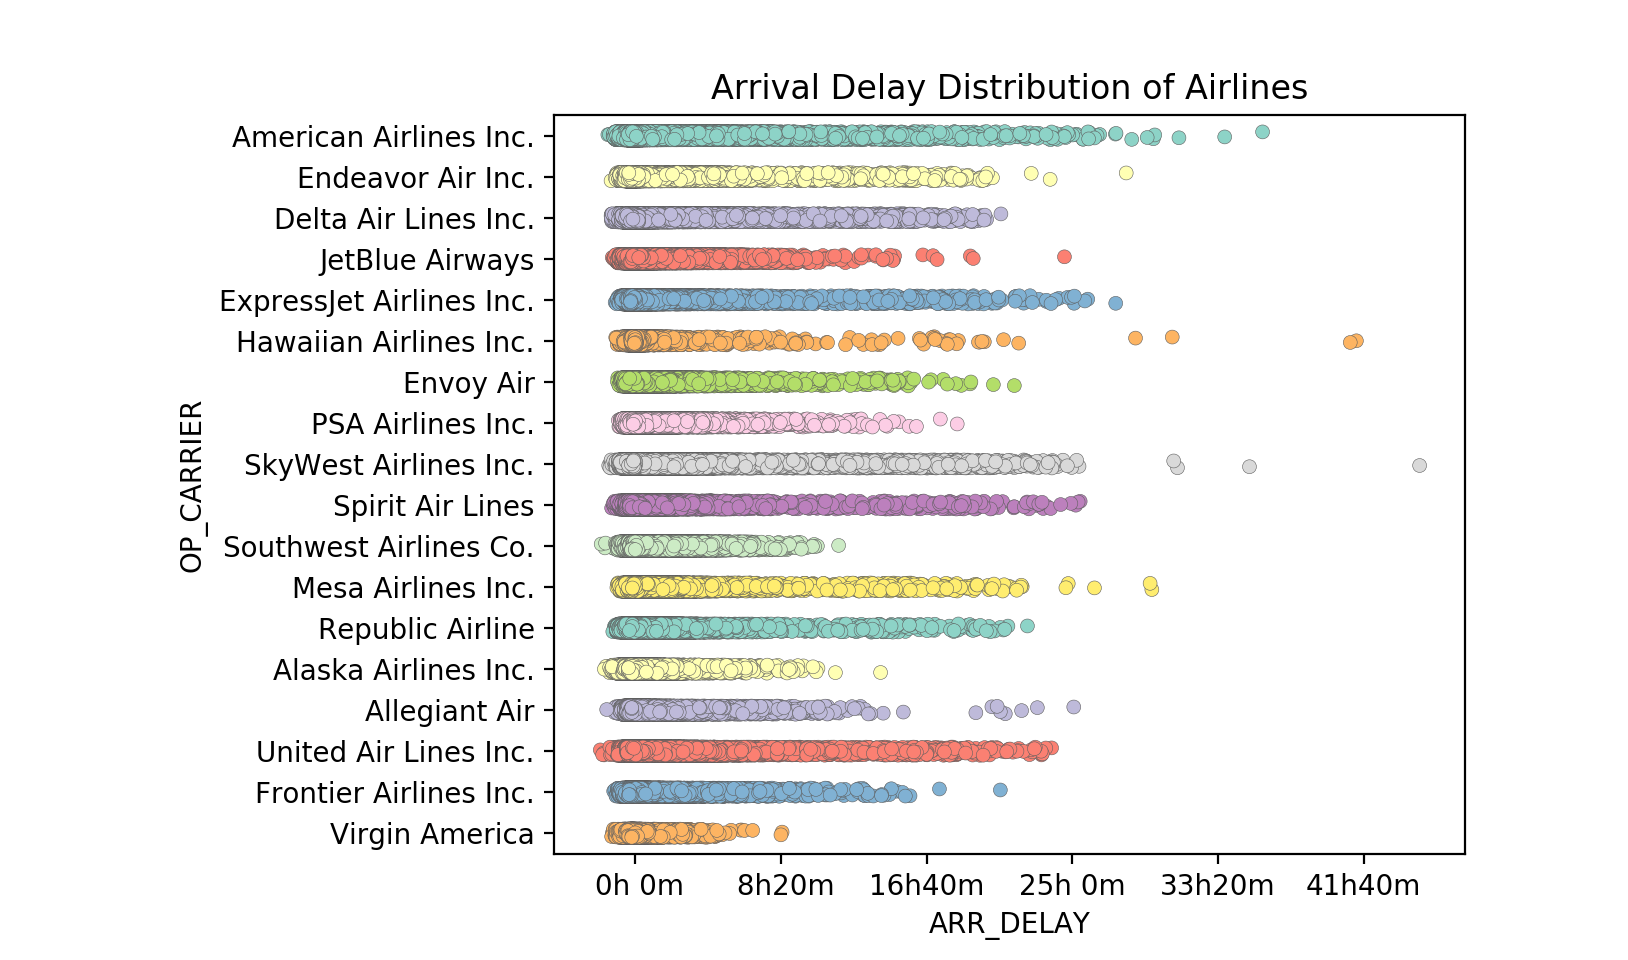 Arrival Delay Distribution of Airlines
American Airlines Inc.
Endeavor Air Inc.
Delta Air Lines Inc.
JetBlue Airways
ExpressJet Airlines Inc.
Hawaiian Airlines Inc.
Envoy Air
PSA Airlines Inc.
SkyWest Airlines Inc.
Spirit Air Lines
Southwest Airlines Co.
Mesa Airlines Inc.
Republic Airline
Alaska Airlines Inc.
Allegiant Air
United Air Lines Inc.
Frontier Airlines Inc.
Virgin America
OP_CARRIER
0h 0m 8h20m 16h40m 25h 0m 33h20m 41h40m
ARR_DELAY